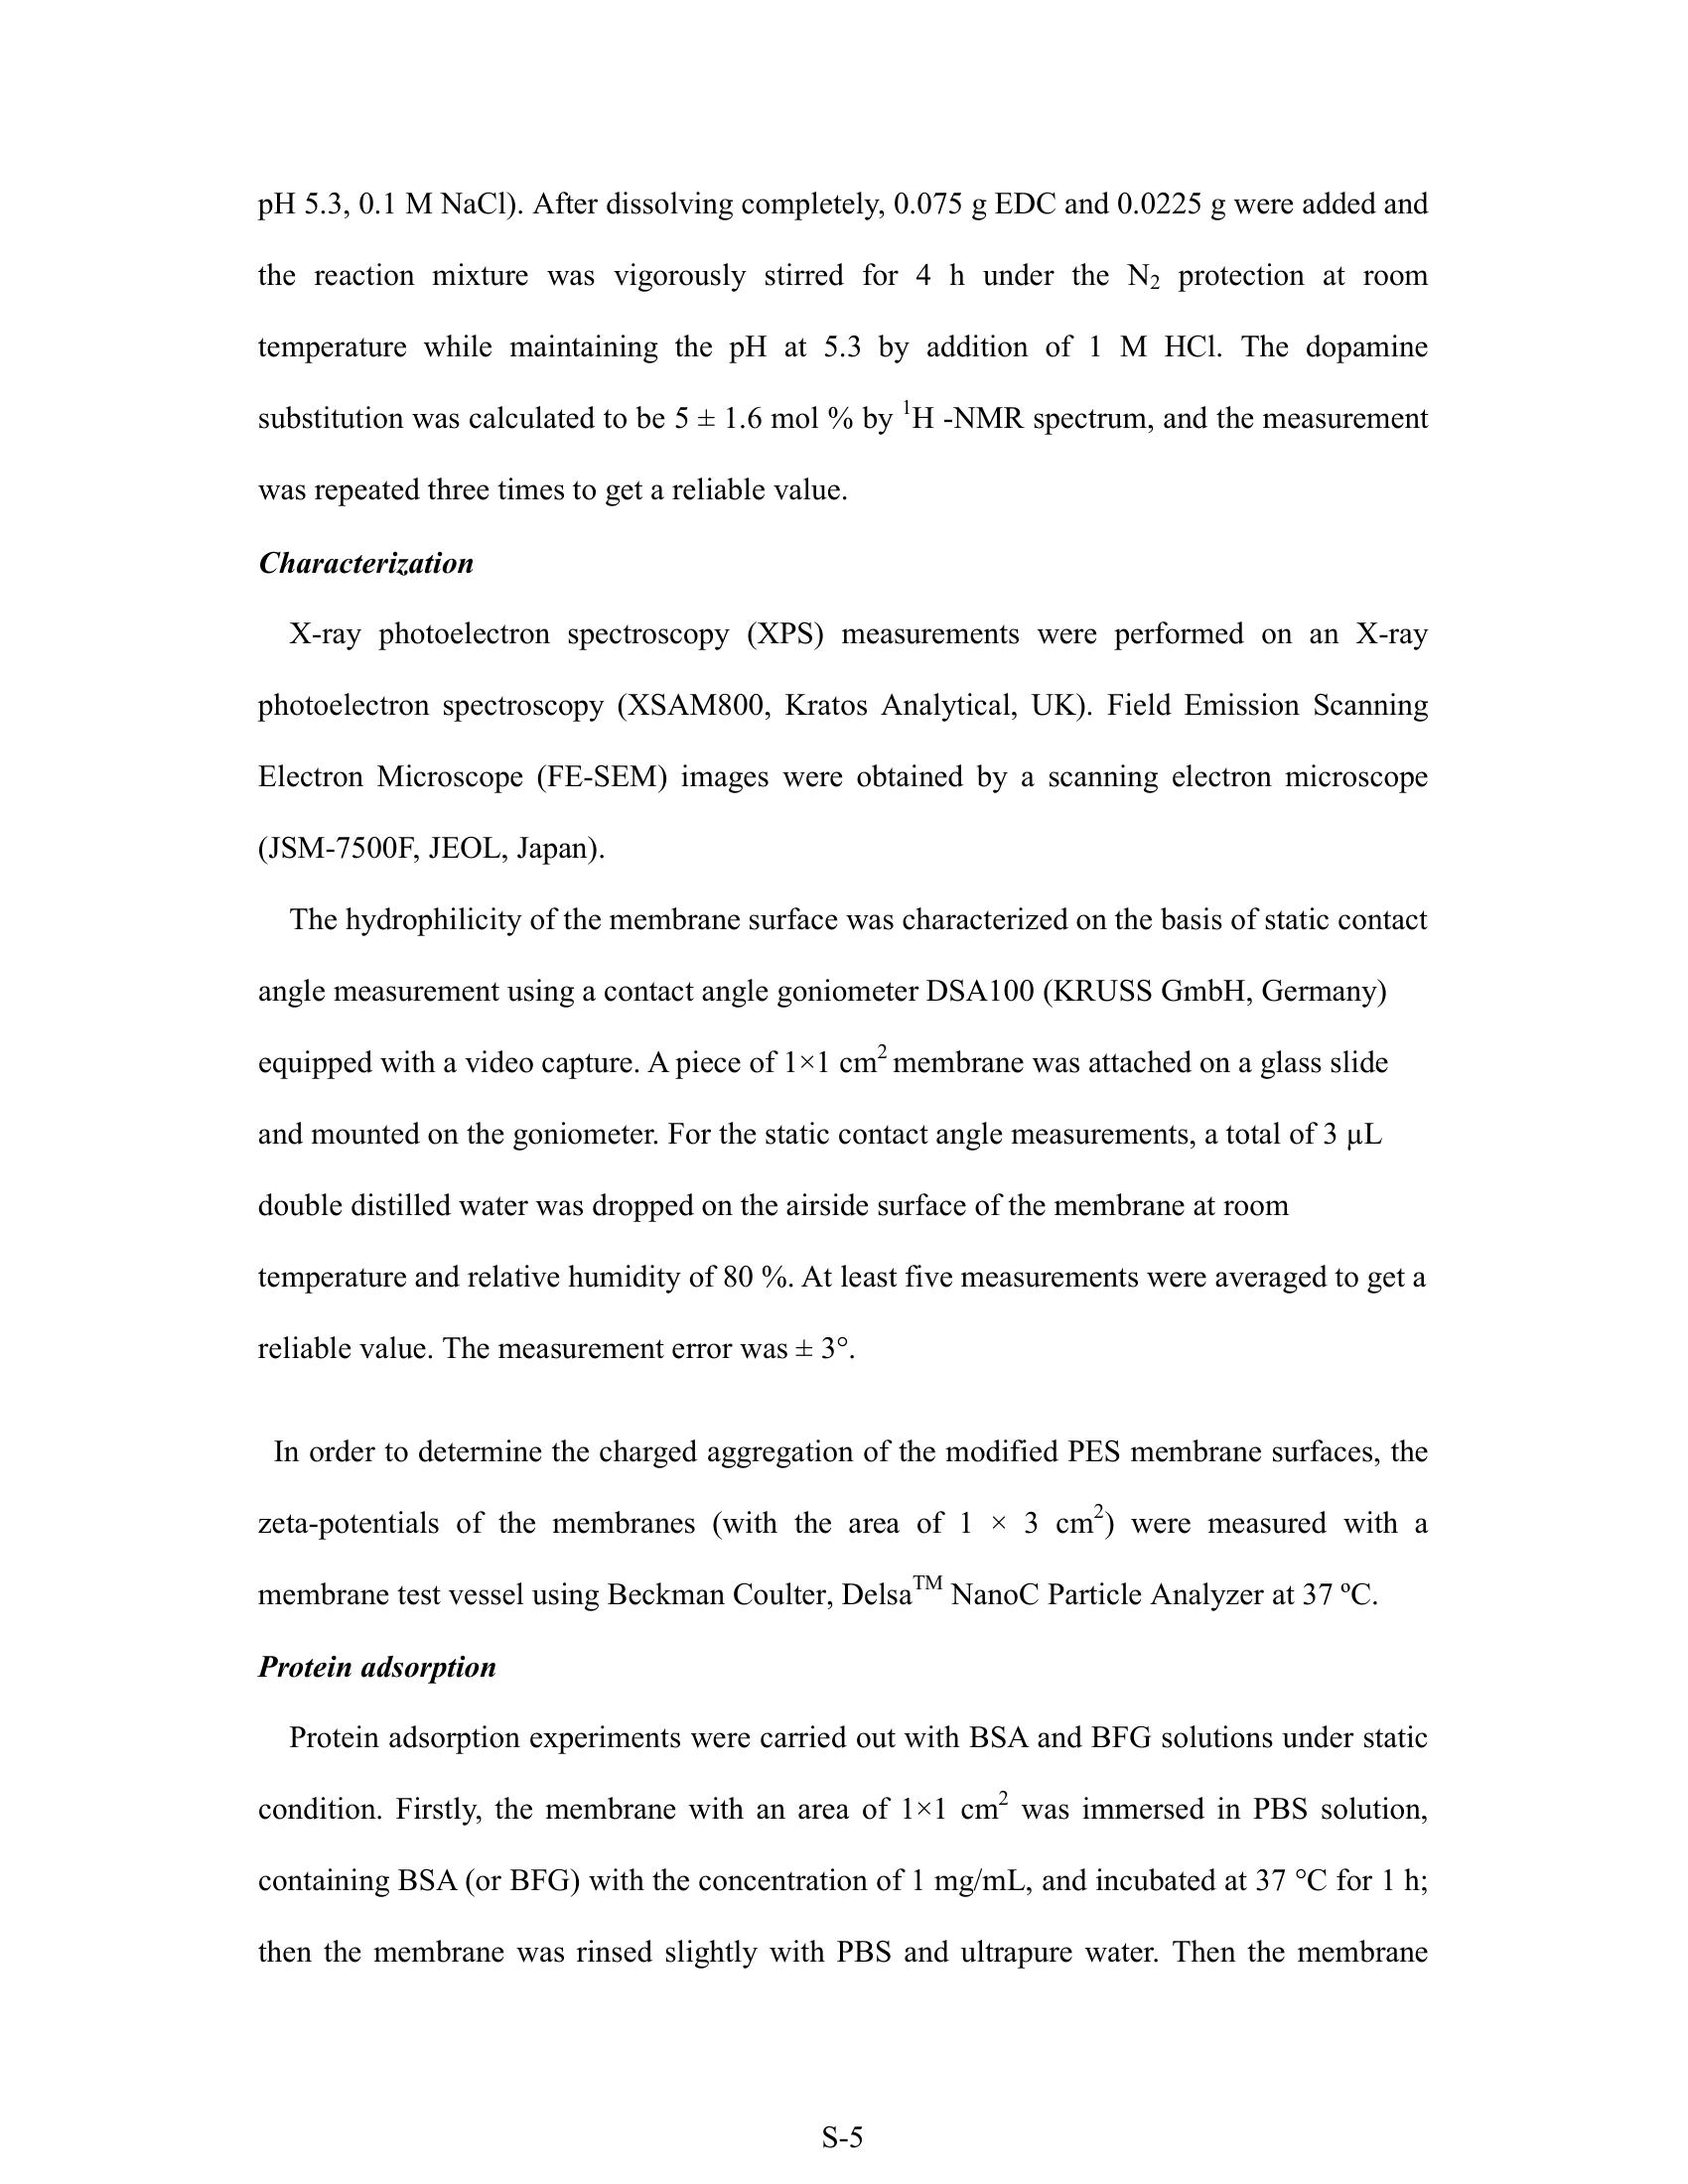 pH 5.3, 0.1 M NaCl). After dissolving completely, 0.075 g EDC and 0.0225 g were added and
the reaction mixture was vigorously stirred for 4 h under the N₂ protection at room
temperature while maintaining the pH at 5.3 by addition of 1 M HCl. The dopamine
substitution was calculated to be 5 ± 1.6 mol % by ¹H -NMR spectrum, and the measurement
was repeated three times to get a reliable value.
Characterization
X-ray photoelectron spectroscopy (XPS) measurements were performed on an X-ray
photoelectron spectroscopy (XSAM800, Kratos Analytical, UK). Field Emission Scanning
Electron Microscope (FE-SEM) images were obtained by a scanning electron microscope
(JSM-7500F, JEOL, Japan).
The hydrophilicity of the membrane surface was characterized on the basis of static contact
angle measurement using a contact angle goniometer DSA100 (KRUSS GmbH, Germany)
equipped with a video capture. A piece of 1×1 cm² membrane was attached on a glass slide
and mounted on the goniometer. For the static contact angle measurements, a total of 3 µL
double distilled water was dropped on the airside surface of the membrane at room
temperature and relative humidity of 80 %. At least five measurements were averaged to get a
reliable value. The measurement error was ± 3°.
In order to determine the charged aggregation of the modified PES membrane surfaces, the
zeta-potentials of the membranes (with the area of 1 × 3 cm²) were measured with a
membrane test vessel using Beckman Coulter, Delsa™ NanoC Particle Analyzer at 37 ºC.
Protein adsorption
Protein adsorption experiments were carried out with BSA and BFG solutions under static
condition. Firstly, the membrane with an area of 1×1 cm² was immersed in PBS solution,
containing BSA (or BFG) with the concentration of 1 mg/mL, and incubated at 37 °C for 1 h;
then the membrane was rinsed slightly with PBS and ultrapure water. Then the membrane
S-5